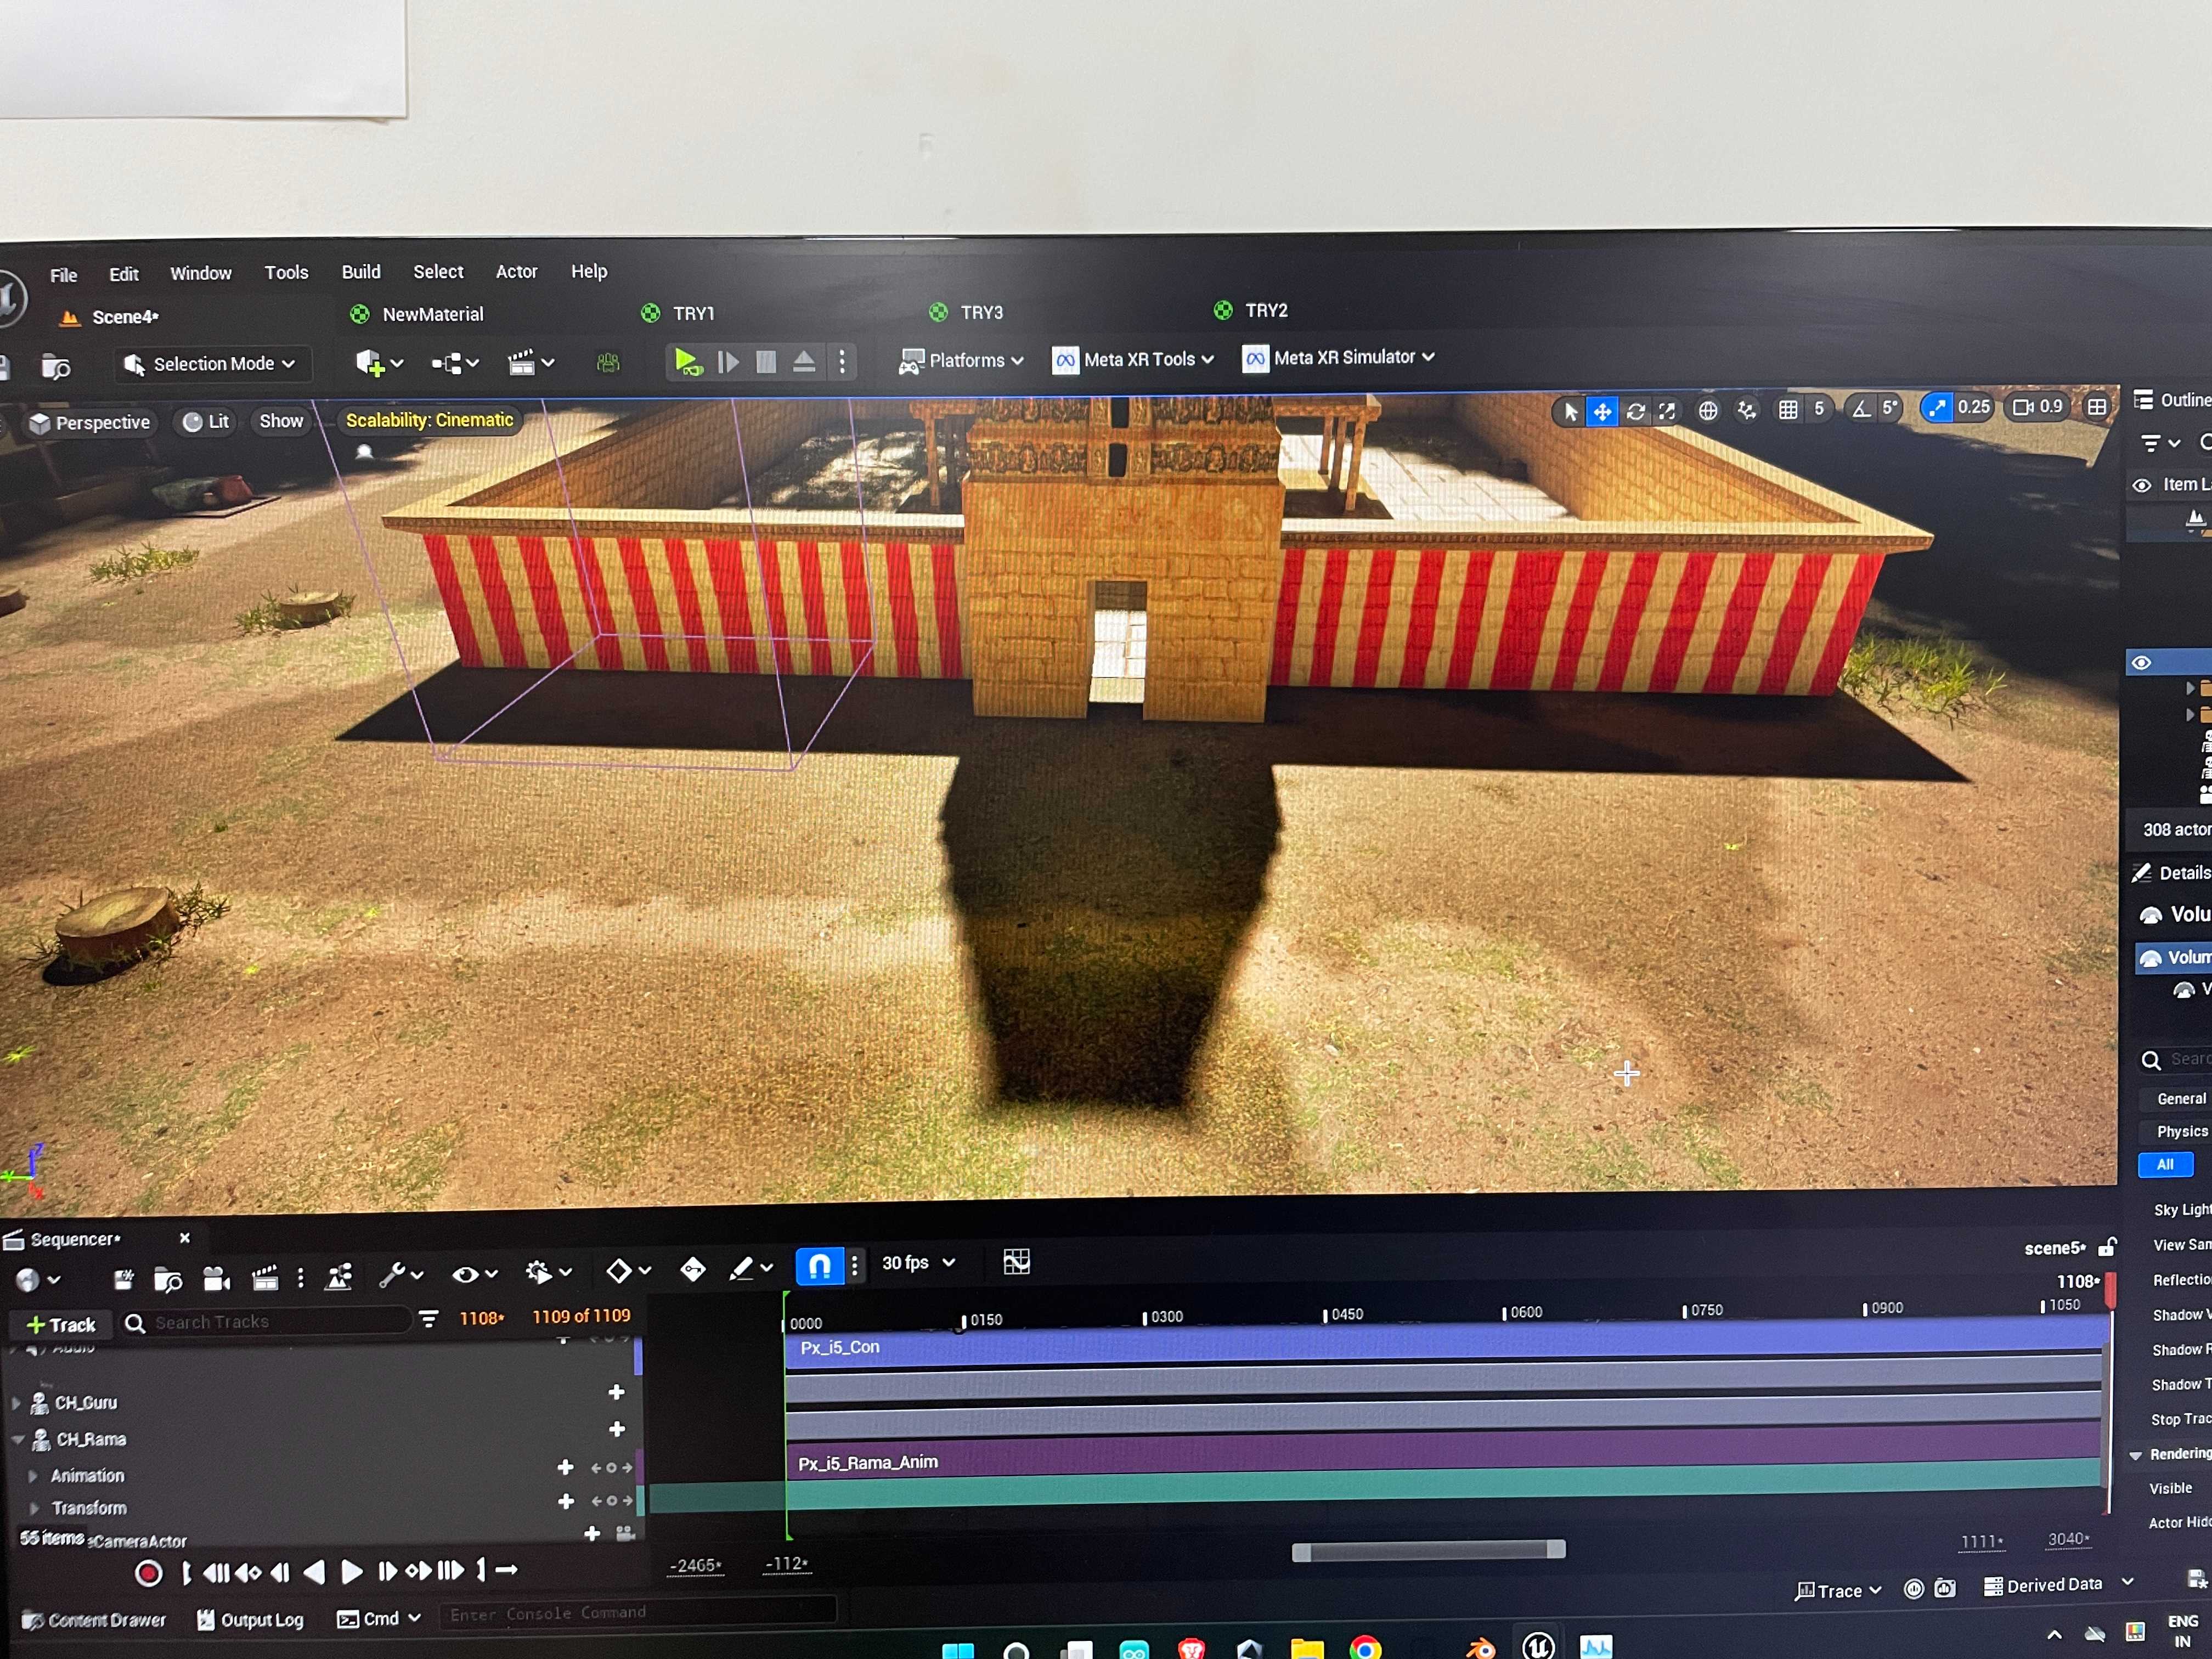 File Edit Window Tools Build Select Actor Help
Scene4* NewMaterial TRY1 TRY3 TRY2
Selection Mode Platforms Meta XR Tools Meta XR Simulator
Perspective Lit Show Scalability: Cinematic 5 5° 0.25 0.9
Outline
Item La
308 actor
Details
Volu
Volum
V
Sear
General
Physics
All
Sky Light
View Sam
Reflectio
Shadow V
Shadow R
Shadow T
Stop Trac
Rendering
Visible
Actor Hid
Sequencer*
30 fps
scene5*
1108*
Track Search Tracks 1108* 1109 of 1109
0000 0150 0300 0450 0600 0750 0900 1050
Audio
Px_i5_Con
CH_Guru
CH_Rama
Animation
Px_i5_Rama_Anim
Transform
55 items
CameraActor
-2465* -112* 1111* 3040*
Trace Derived Data
Content Drawer Output Log Cmd Enter Console Command
ENG
IN